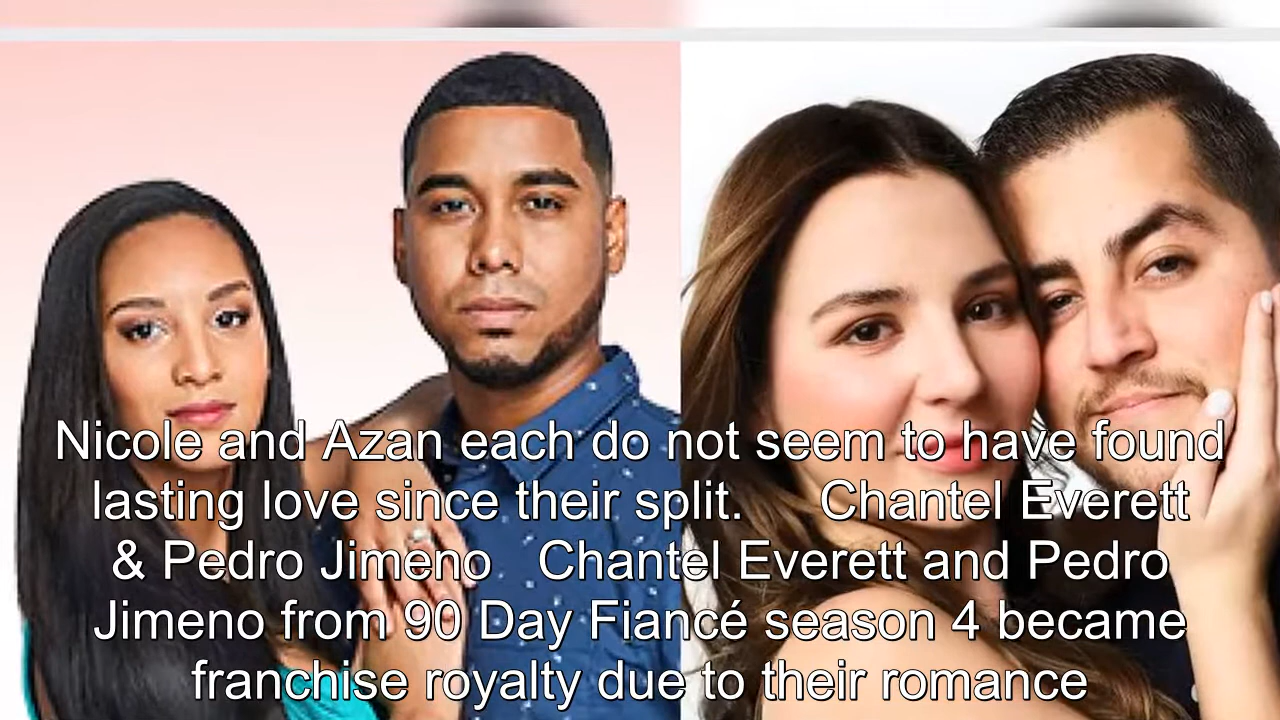 Nicole and Azan each do not seem to have found
lasting love since their split. Chantel Everett
& Pedro Jimeno Chantel Everett and Pedro
Jimeno from 90 Day Fiancé season 4 became
franchise royalty due to their romance